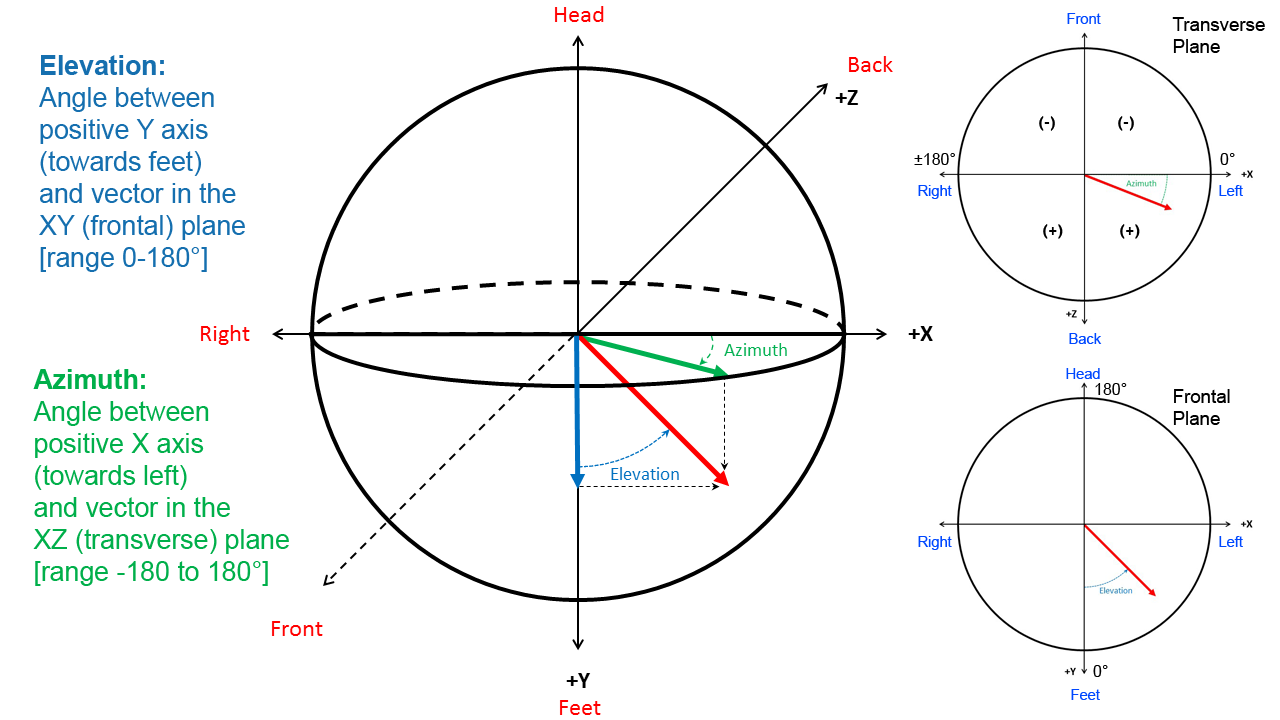 Head
Back
+Z
Elevation:
Angle between
positive Y axis
(towards feet)
and vector in the
XY (frontal) plane
[range 0-180°]
Right
+X
Azimuth
Azimuth:
Angle between
positive X axis
(towards left)
and vector in the
XZ (transverse) plane
[range -180 to 180°]
Elevation
Front
+Y
Feet
Front
Transverse
Plane
(-)
(-)
±180°
0°
+X
Right
Azimuth
Left
(+)
(+)
+Z
Back
Head
180°
Frontal
Plane
+X
Right
Left
Elevation
+Y
0°
Feet